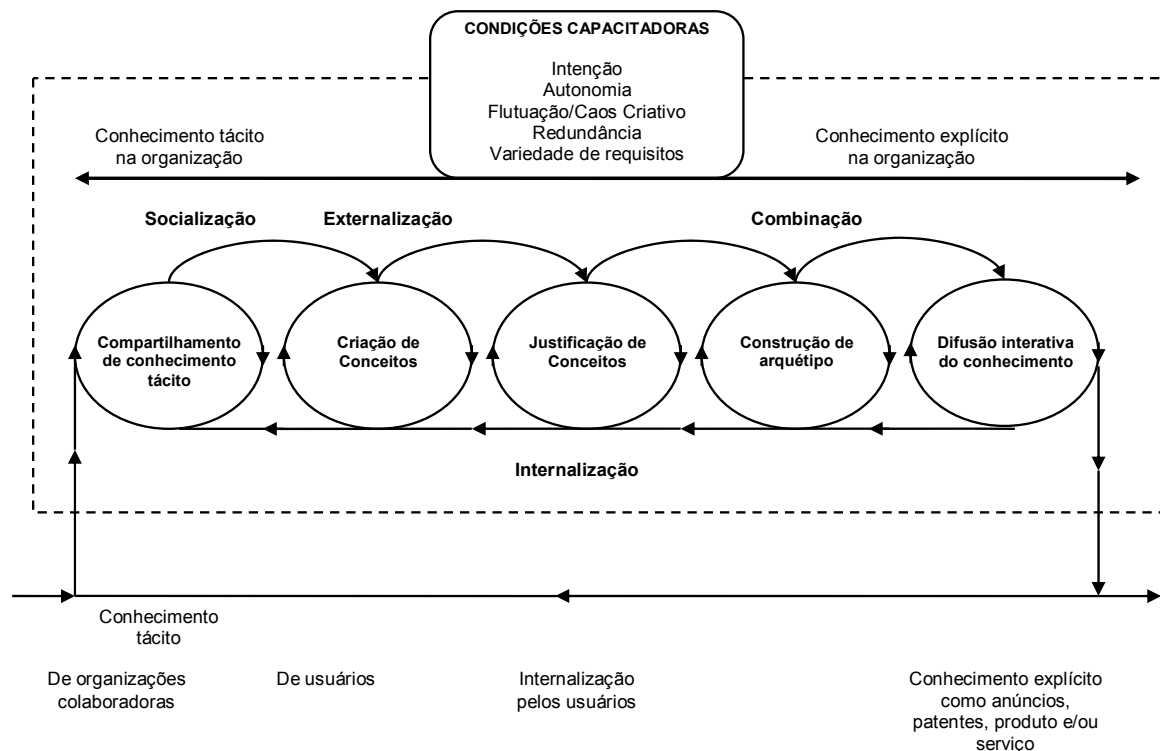 CONDIÇÕES CAPACITADORAS
Intenção
Autonomia
Flutuação/Caos Criativo
Redundância
Variedade de requisitos
Conhecimento tácito
na organização
Conhecimento explícito
na organização
Socialização
Externalização
Combinação
Compartilhamento
de conhecimento
tácito
Criação de
Conceitos
Justificação de
Conceitos
Construção de
arquétipo
Difusão interativa
do conhecimento
Internalização
Conhecimento
tácito
De organizações
colaboradoras
De usuários
Internalização
pelos usuários
Conhecimento explícito
como anúncios,
patentes, produto e/ou
serviço